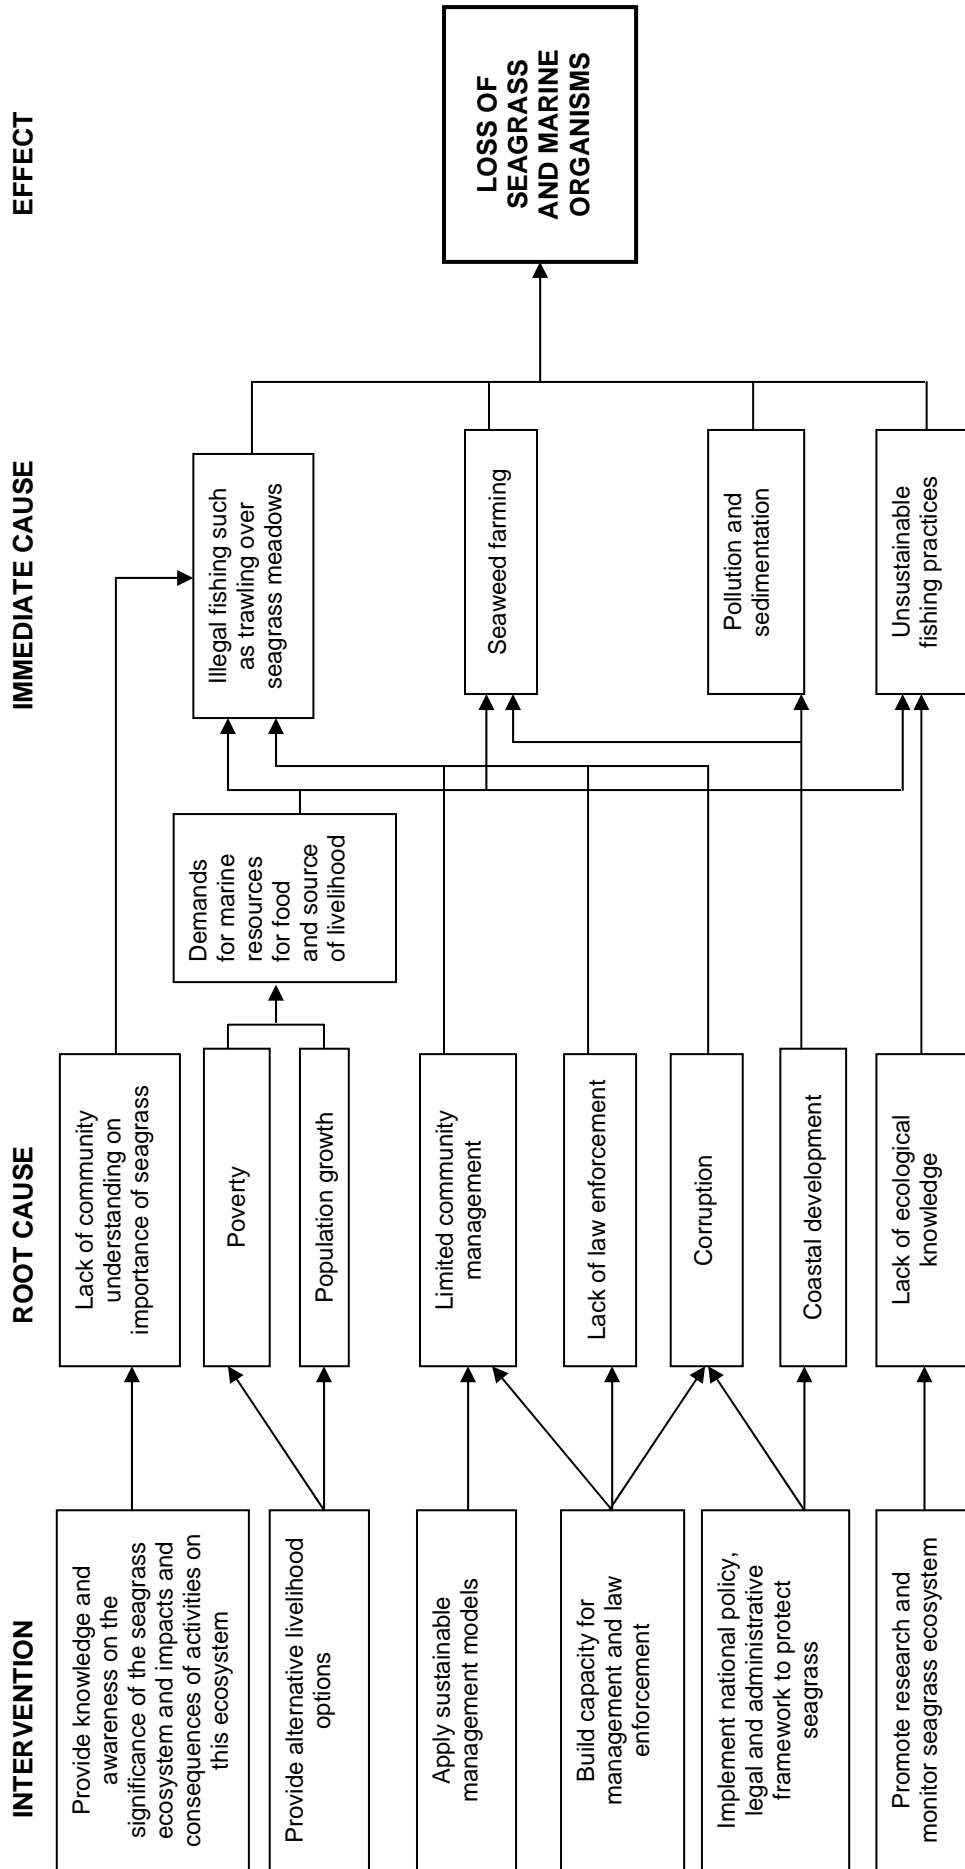 INTERVENTION
Provide knowledge and
awareness on the
significance of the seagrass
ecosystem and impacts and
consequences of activities on
this ecosystem
Provide alternative livelihood
options
Apply sustainable
management models
Build capacity for
management and law
enforcement
Implement national policy,
legal and administrative
framework to protect
seagrass
Promote research and
monitor seagrass ecosystem
ROOT CAUSE
Lack of community
understanding on
importance of seagrass
Poverty
Population growth
Limited community
management
Lack of law enforcement
Corruption
Coastal development
Lack of ecological
knowledge
Demands
for marine
resources
for food
and source
of livelihood
IMMEDIATE CAUSE
Illegal fishing such
as trawling over
seagrass meadows
Seaweed farming
Pollution and
sedimentation
Unsustainable
fishing practices
EFFECT
LOSS OF
SEAGRASS
AND MARINE
ORGANISMS